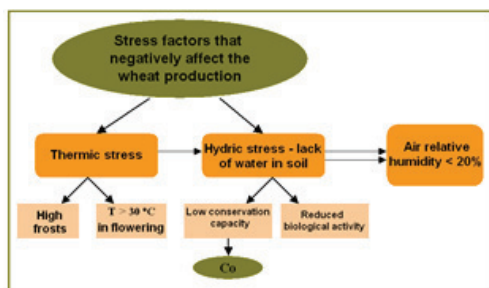 Stress factors that
negatively affect the
wheat production
Thermic stress
Hydric stress - lack
of water in soil
Air relative
humidity < 20%
High
frosts
T > 30 °C
in flowering
Low conservation
capacity
Reduced
biological activity
Co